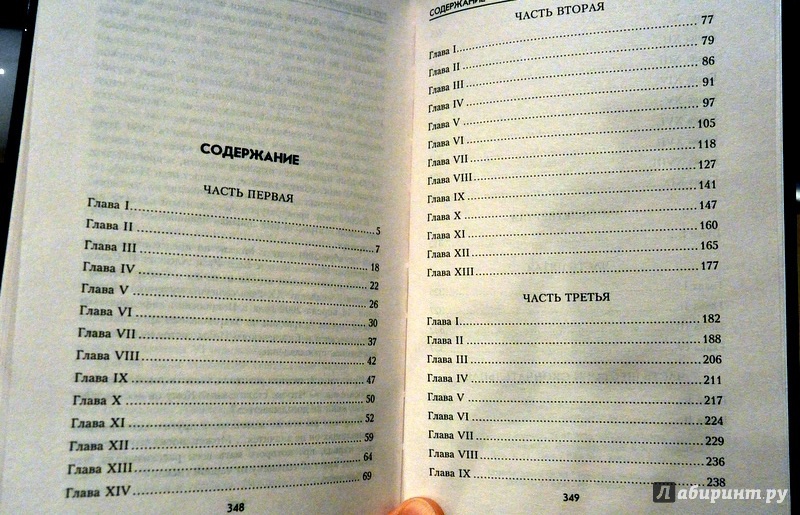 СОДЕРЖАНИЕ
ЧАСТЬ ПЕРВАЯ
Глава I 5
Глава II 7
Глава III 18
Глава IV 22
Глава V 26
Глава VI 30
Глава VII 37
Глава VIII 42
Глава IX 47
Глава X 50
Глава XI 52
Глава XII 59
Глава XIII 64
Глава XIV 69
348
СОДЕРЖАНИЕ
ЧАСТЬ ВТОРАЯ
Глава I 77
Глава II 79
Глава III 86
Глава IV 91
Глава V 97
Глава VI 105
Глава VII 118
Глава VIII 127
Глава IX 141
Глава X 147
Глава XI 160
Глава XII 165
Глава XIII 177
ЧАСТЬ ТРЕТЬЯ
Глава I 182
Глава II 188
Глава III 206
Глава IV 211
Глава V 217
Глава VI 224
Глава VII 229
Глава VIII 236
Глава IX 238
349
Лабиринт.ру